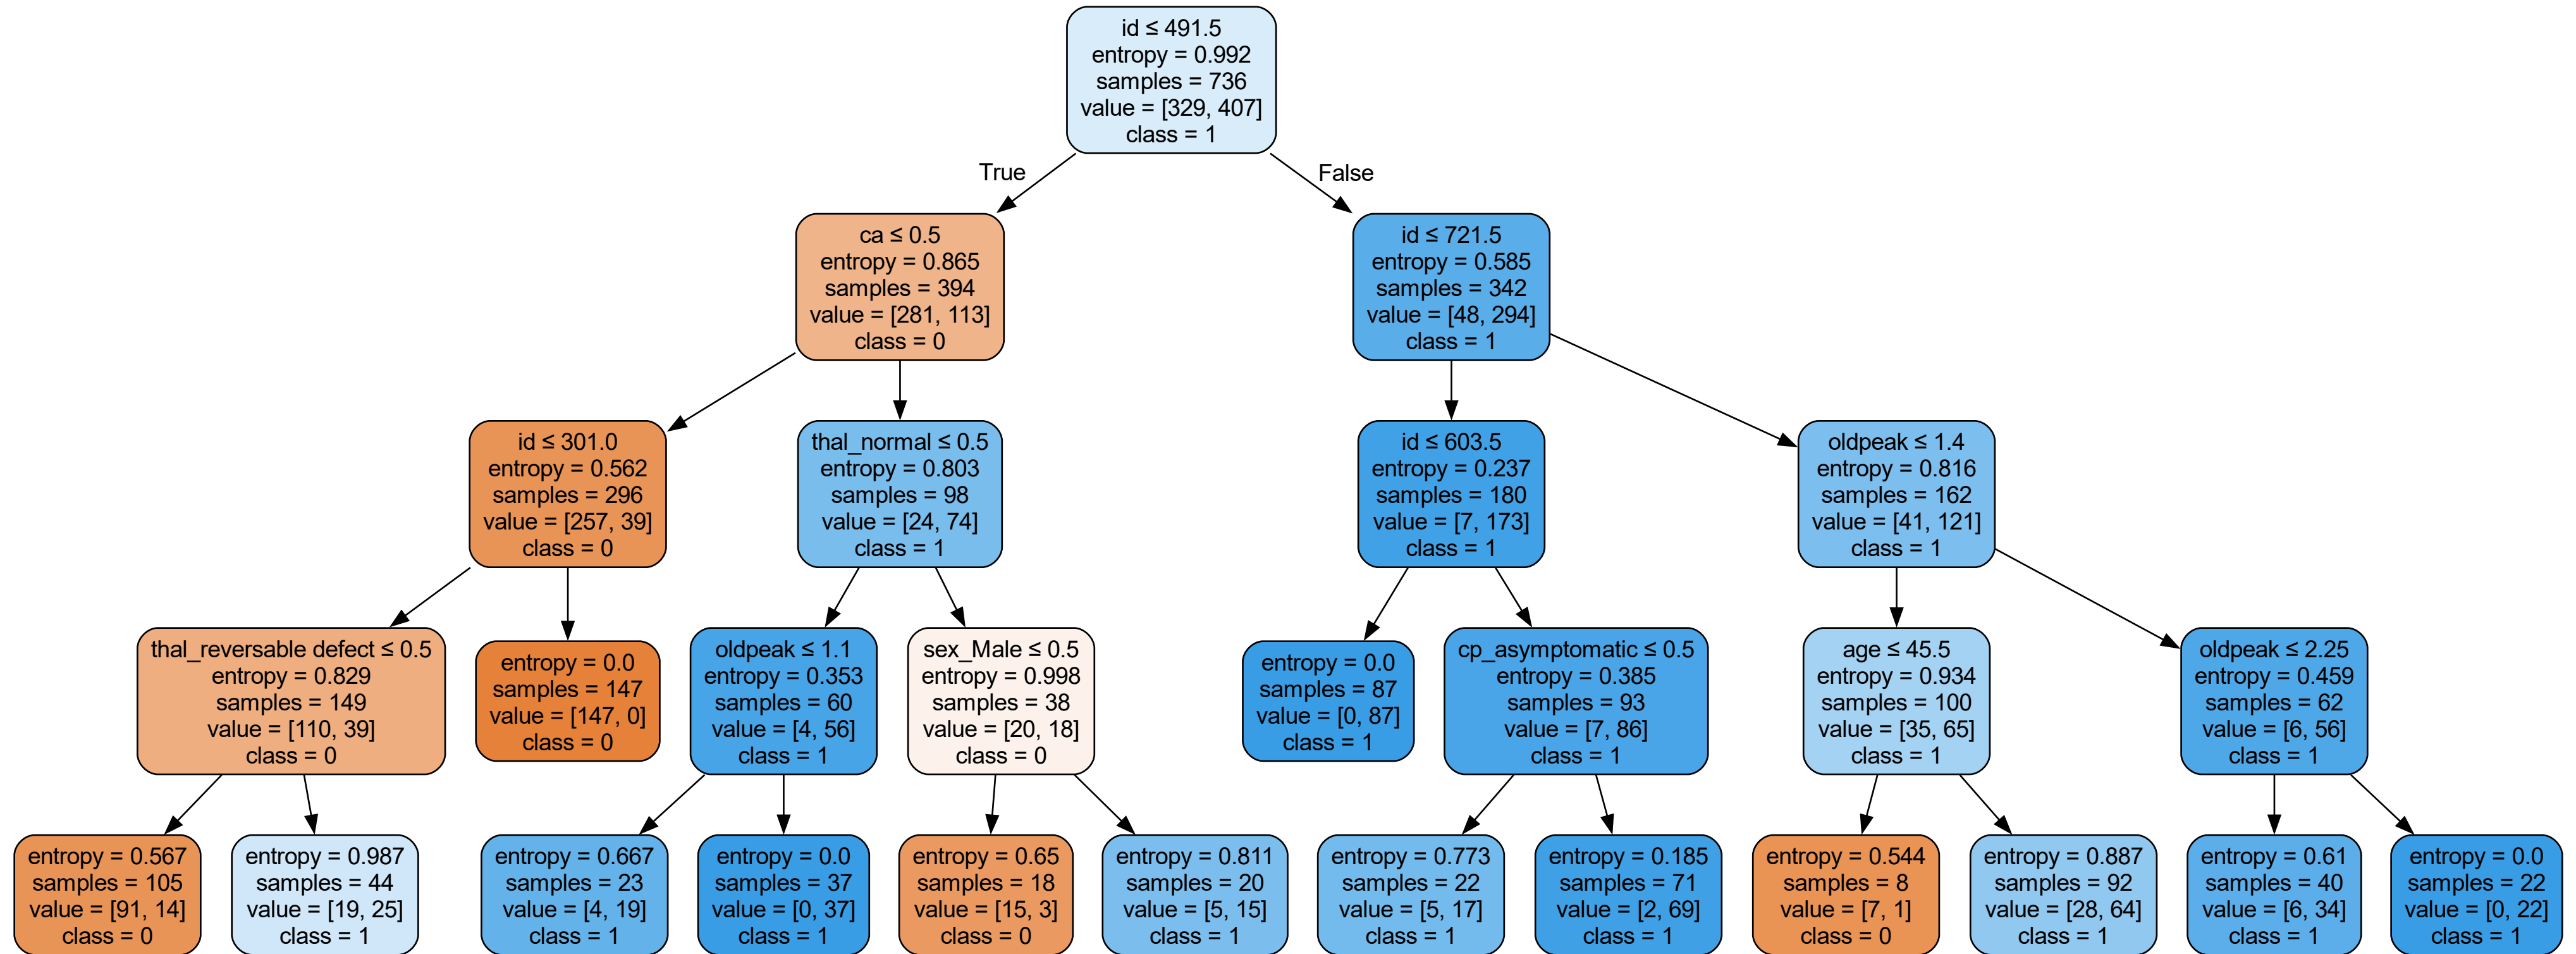 id ≤ 491.5
entropy = 0.992
samples = 736
value = [329, 407]
class = 1
True
False
ca ≤ 0.5
entropy = 0.865
samples = 394
value = [281, 113]
class = 0
id ≤ 721.5
entropy = 0.585
samples = 342
value = [48, 294]
class = 1
id ≤ 301.0
entropy = 0.562
samples = 296
value = [257, 39]
class = 0
thal_normal ≤ 0.5
entropy = 0.803
samples = 98
value = [24, 74]
class = 1
id ≤ 603.5
entropy = 0.237
samples = 180
value = [7, 173]
class = 1
oldpeak ≤ 1.4
entropy = 0.816
samples = 162
value = [41, 121]
class = 1
thal_reversable defect ≤ 0.5
entropy = 0.829
samples = 149
value = [110, 39]
class = 0
entropy = 0.0
samples = 147
value = [147, 0]
class = 0
oldpeak ≤ 1.1
entropy = 0.353
samples = 60
value = [4, 56]
class = 1
sex_Male ≤ 0.5
entropy = 0.998
samples = 38
value = [20, 18]
class = 0
entropy = 0.0
samples = 87
value = [0, 87]
class = 1
cp_asymptomatic ≤ 0.5
entropy = 0.385
samples = 93
value = [7, 86]
class = 1
age ≤ 45.5
entropy = 0.934
samples = 100
value = [35, 65]
class = 1
oldpeak ≤ 2.25
entropy = 0.459
samples = 62
value = [6, 56]
class = 1
entropy = 0.567
samples = 105
value = [91, 14]
class = 0
entropy = 0.987
samples = 44
value = [19, 25]
class = 1
entropy = 0.667
samples = 23
value = [4, 19]
class = 1
entropy = 0.0
samples = 37
value = [0, 37]
class = 1
entropy = 0.65
samples = 18
value = [15, 3]
class = 0
entropy = 0.811
samples = 20
value = [5, 15]
class = 1
entropy = 0.773
samples = 22
value = [5, 17]
class = 1
entropy = 0.185
samples = 71
value = [2, 69]
class = 1
entropy = 0.544
samples = 8
value = [7, 1]
class = 0
entropy = 0.887
samples = 92
value = [28, 64]
class = 1
entropy = 0.61
samples = 40
value = [6, 34]
class = 1
entropy = 0.0
samples = 22
value = [0, 22]
class = 1